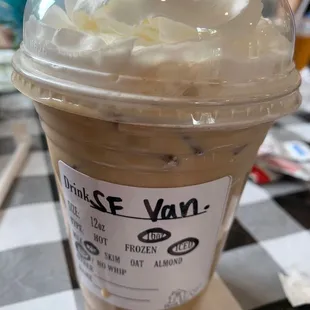 Drink: SF Van.
SIZE: 12oz
TYPE: HOT FROZEN ICED
SKIM OAT ALMOND
NO WHIP